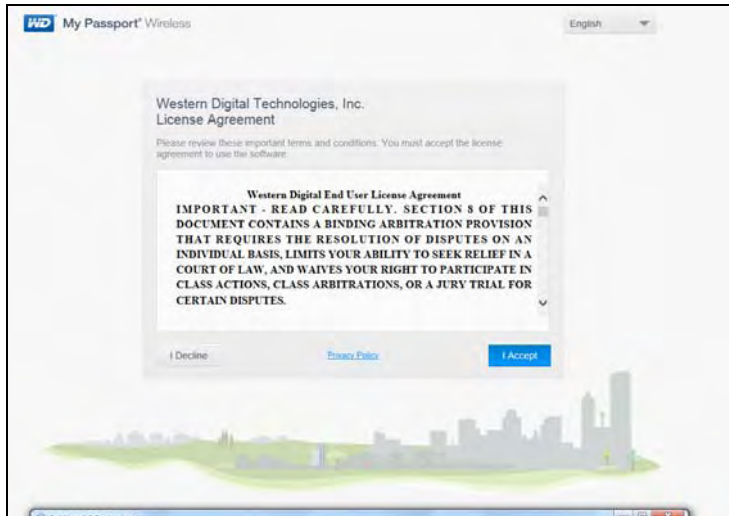 WD My Passport® Wireless
English
Western Digital Technologies, Inc.
License Agreement
Please review these important terms and conditions. You must accept the license
agreement to use the software.
Western Digital End User License Agreement
IMPORTANT - READ CAREFULLY. SECTION 8 OF THIS
DOCUMENT CONTAINS A BINDING ARBITRATION PROVISION
THAT REQUIRES THE RESOLUTION OF DISPUTES ON AN
INDIVIDUAL BASIS, LIMITS YOUR ABILITY TO SEEK RELIEF IN A
COURT OF LAW, AND WAIVES YOUR RIGHT TO PARTICIPATE IN
CLASS ACTIONS, CLASS ARBITRATIONS, OR A JURY TRIAL FOR
CERTAIN DISPUTES.
I Decline
Privacy Policy
I Accept